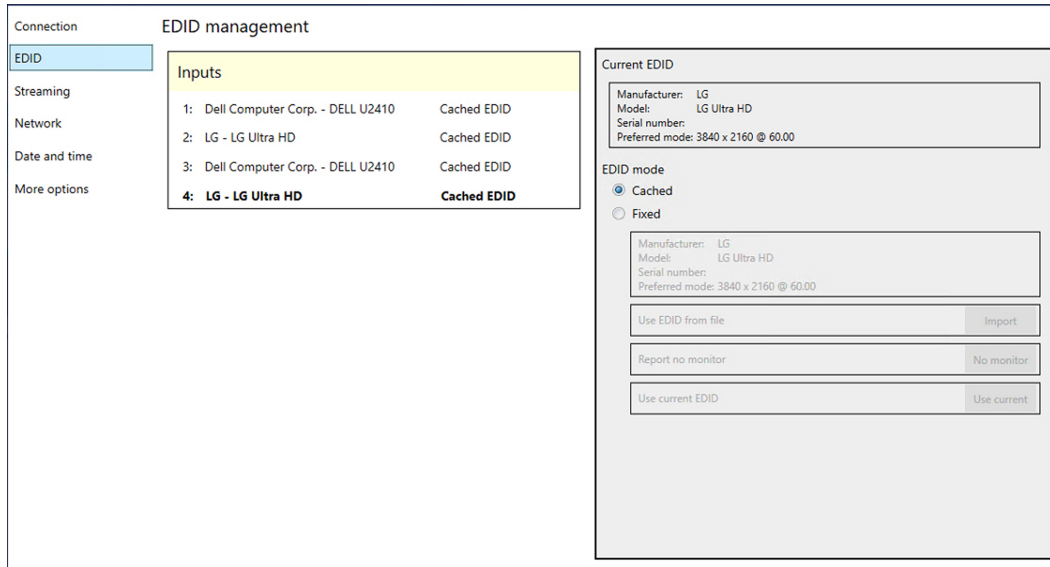 Connection
EDID
Streaming
Network
Date and time
More options
EDID management
Inputs
1: Dell Computer Corp. - DELL U2410 Cached EDID
2: LG - LG Ultra HD Cached EDID
3: Dell Computer Corp. - DELL U2410 Cached EDID
4: LG - LG Ultra HD Cached EDID
Current EDID
Manufacturer: LG
Model: LG Ultra HD
Serial number:
Preferred mode: 3840 x 2160 @ 60.00
EDID mode
Cached
Fixed
Manufacturer: LG
Model: LG Ultra HD
Serial number:
Preferred mode: 3840 x 2160 @ 60.00
Use EDID from file Import
Report no monitor No monitor
Use current EDID Use current